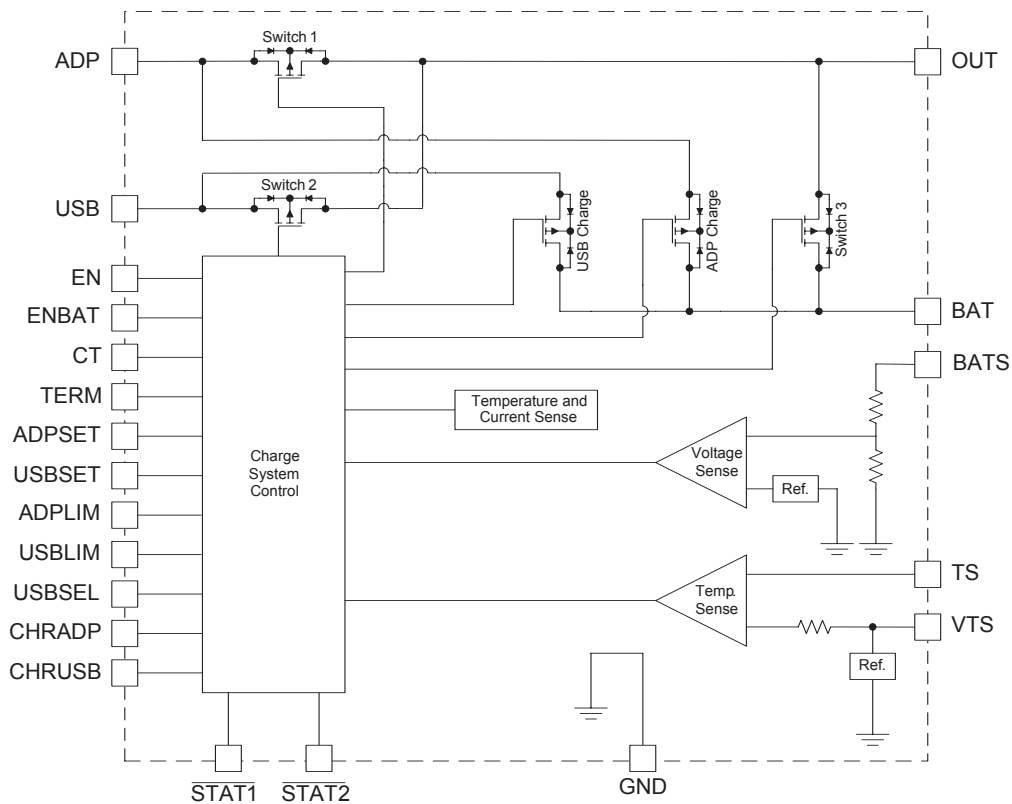 Switch 1
ADP
OUT
Switch 2
USB
USB Charge
ADP Charge
Switch 3
EN
ENBAT
BAT
CT
BATS
TERM
Temperature and
Current Sense
ADPSET
Charge
System
Control
Voltage
Sense
USBSET
Ref.
ADPLIM
USBLIM
TS
USBSEL
Temp.
Sense
VTS
CHRADP
Ref.
CHRUSB
STAT1
STAT2
GND